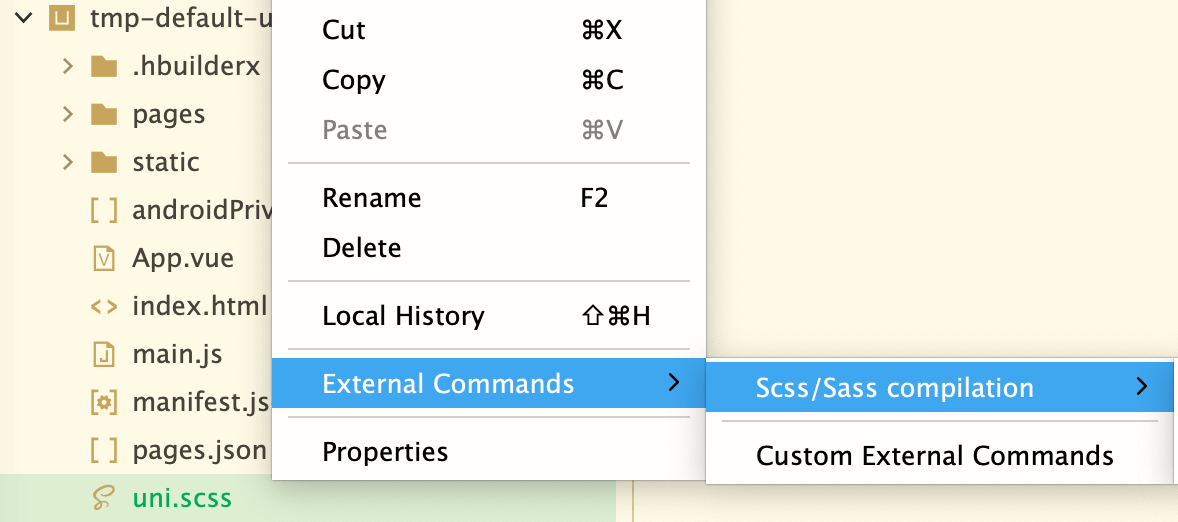 tmp-default-u
.hbuilderx
pages
static
androidPriv
App.vue
index.html
main.js
manifest.js
pages.json
uni.scss
Cut ⌘X
Copy ⌘C
Paste ⌘V
Rename F2
Delete
Local History ⇧⌘H
External Commands
Properties
Scss/Sass compilation
Custom External Commands